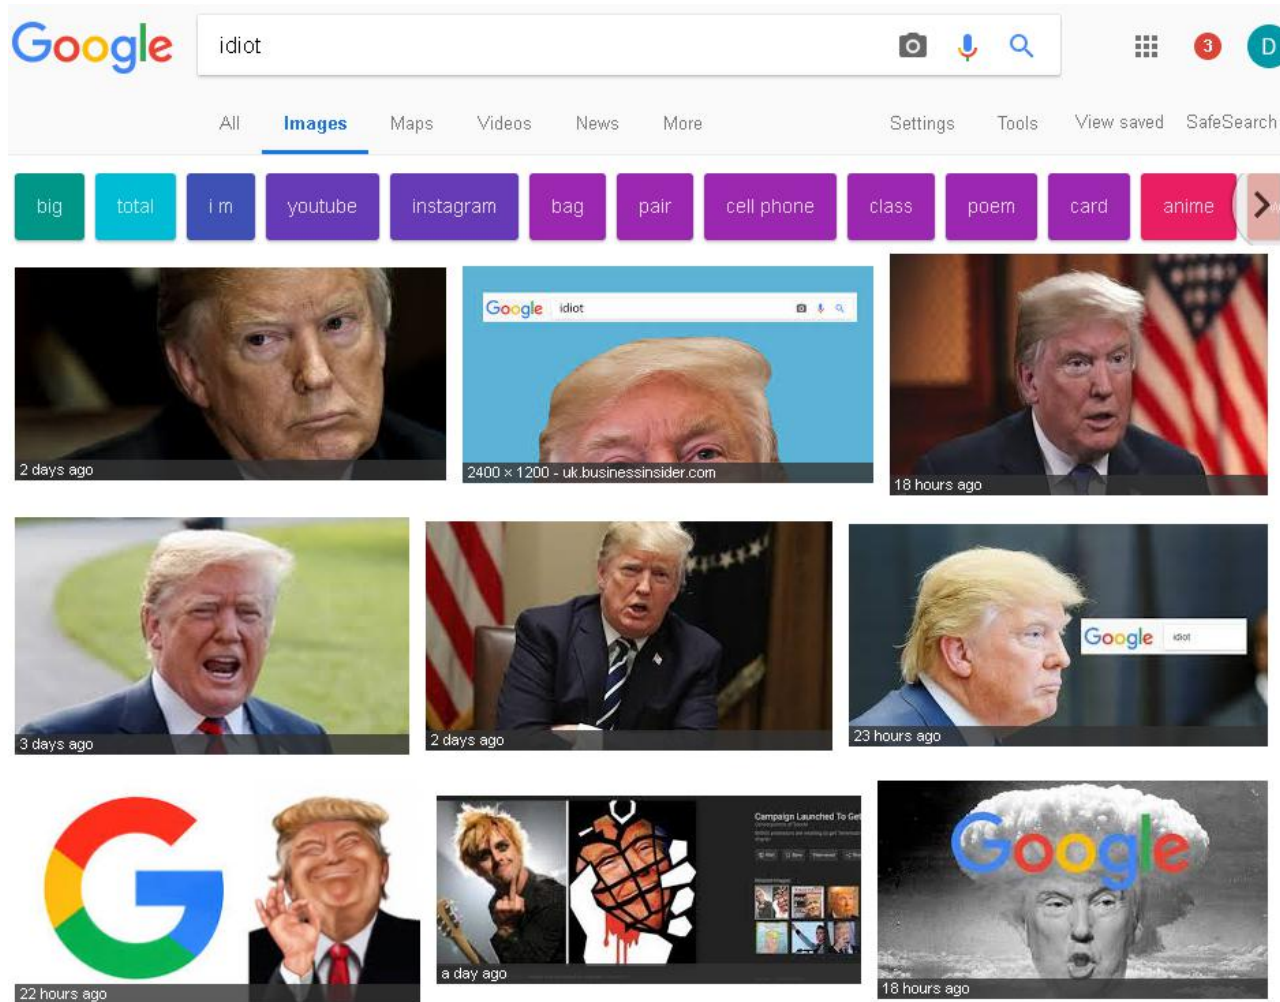 Google idiot 3 D
All Images Maps Videos News More Settings Tools View saved SafeSearch
big total i m youtube instagram bag pair cell phone class poem card anime
Google idiot
2 days ago
2400 × 1200 - uk.businessinsider.com
18 hours ago
Google idiot
3 days ago
2 days ago
23 hours ago
G
Campaign Launched To Get
Google
22 hours ago
a day ago
18 hours ago